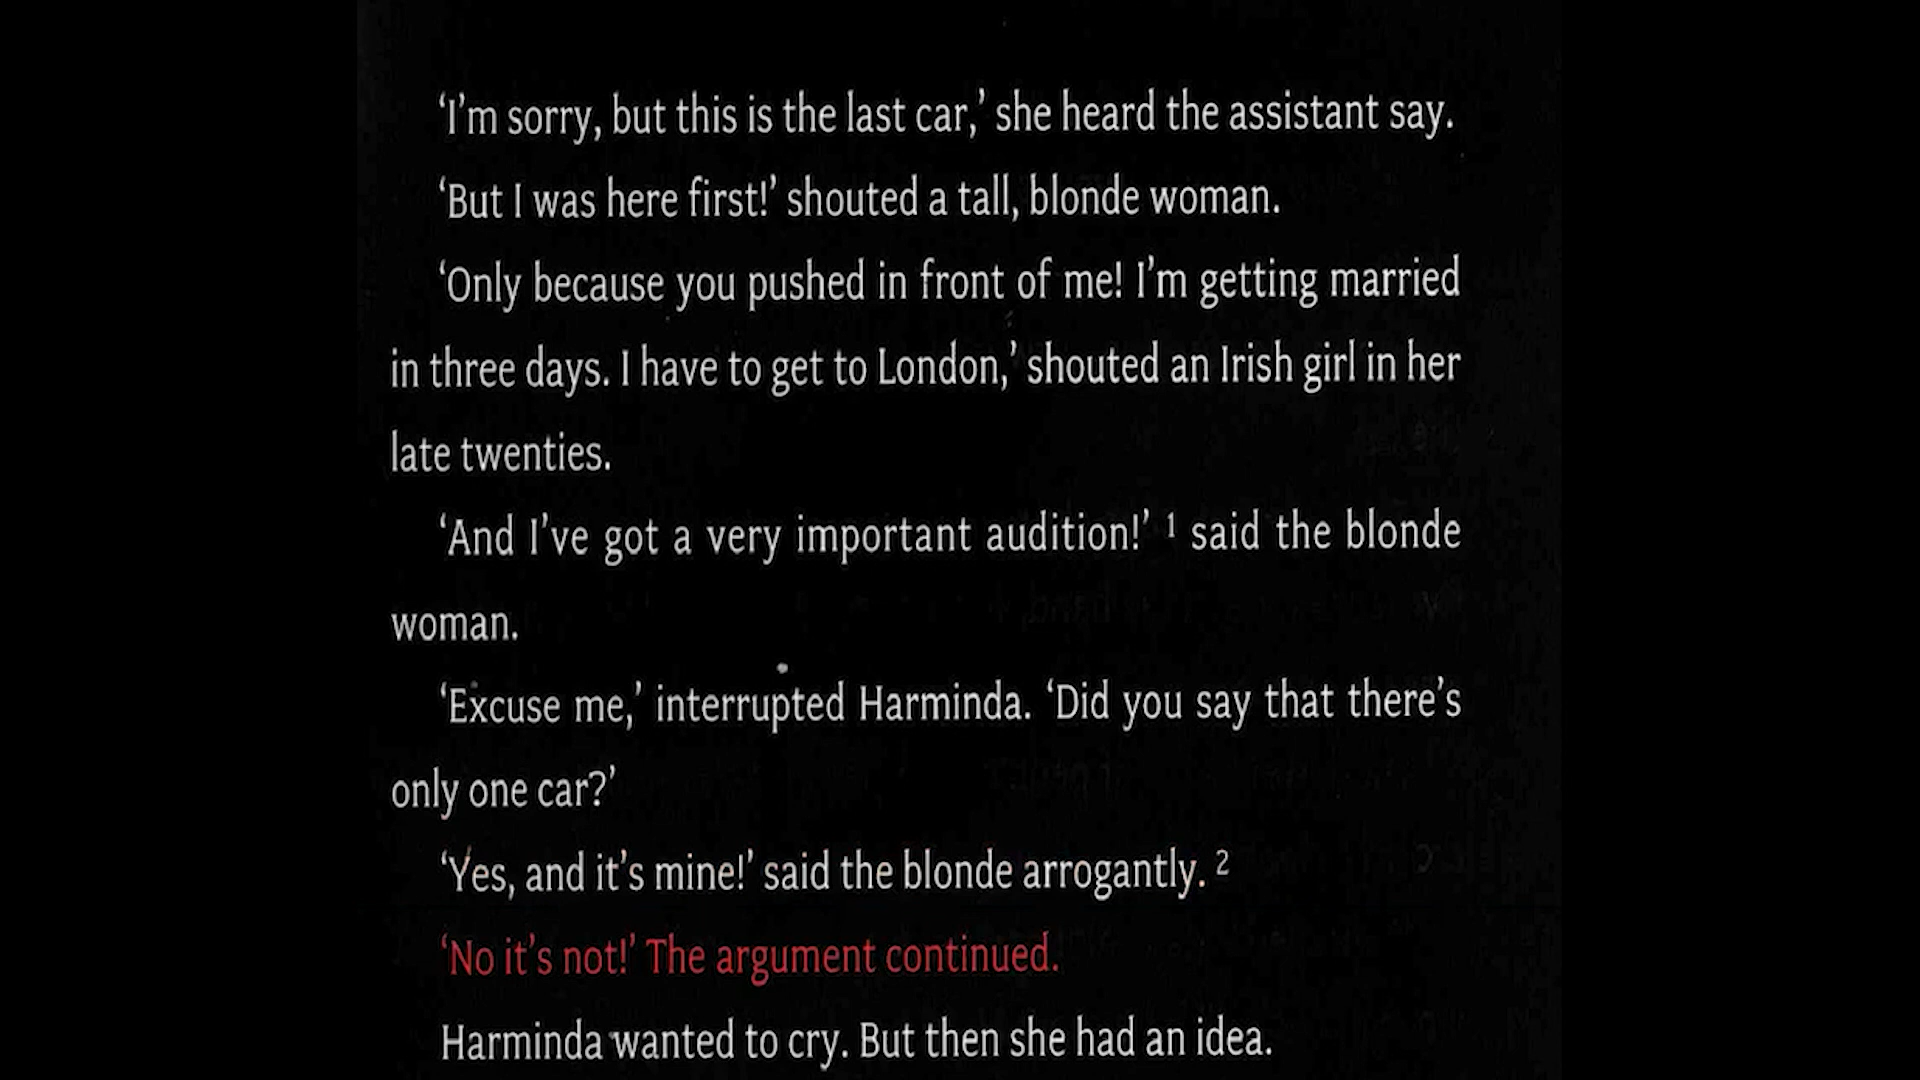 ‘I’m sorry, but this is the last car,’ she heard the assistant say.
‘But I was here first!’ shouted a tall, blonde woman.
‘Only because you pushed in front of me! I’m getting married
in three days. I have to get to London,’ shouted an Irish girl in her
late twenties.
‘And I’ve got a very important audition!’ 1 said the blonde
woman.
‘Excuse me,’ interrupted Harminda. ‘Did you say that there’s
only one car?’
‘Yes, and it’s mine!’ said the blonde arrogantly. 2
‘No it’s not!’ The argument continued.
Harminda wanted to cry. But then she had an idea.